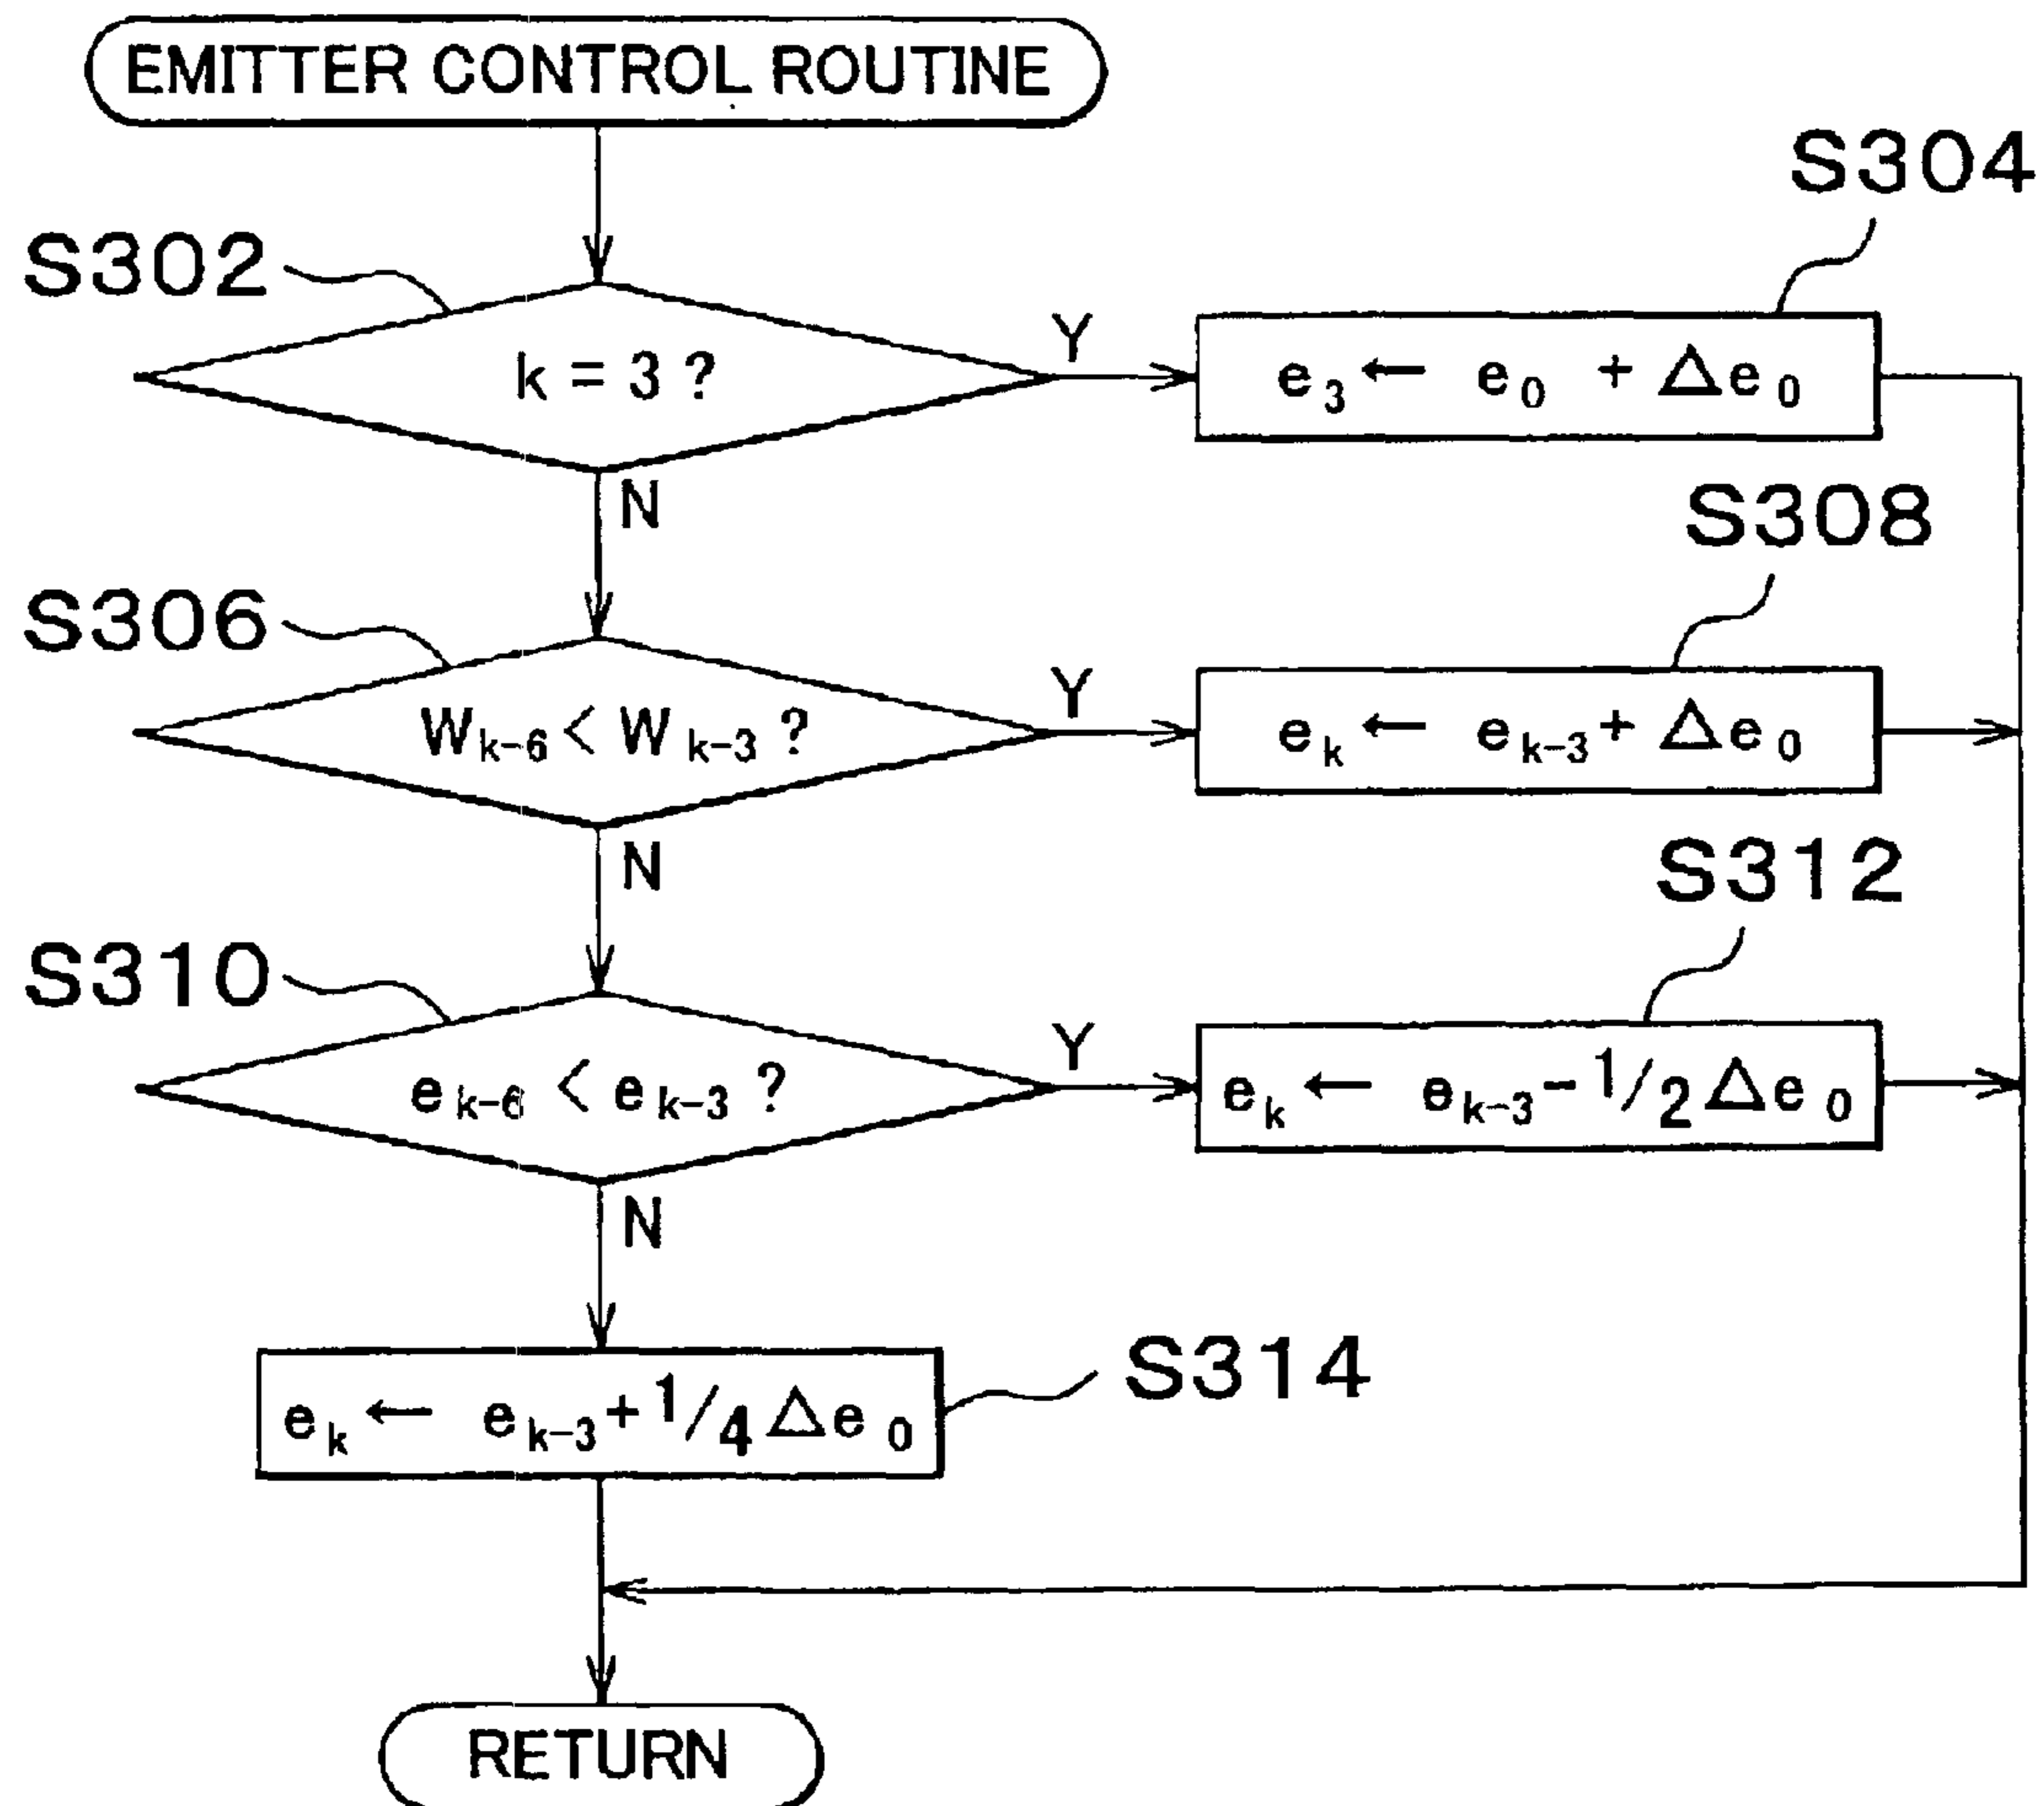 EMITTER CONTROL ROUTINE
S304
S302
k = 3 ?
Y
e₃ ← e₀ + Δe₀
N
S308
S306
Wₖ₋₆ < Wₖ₋₃ ?
Y
eₖ ← eₖ₋₃ + Δe₀
N
S312
S310
eₖ₋₆ < eₖ₋₃ ?
Y
eₖ ← eₖ₋₃ - 1/2 Δe₀
N
S314
eₖ ← eₖ₋₃ + 1/4 Δe₀
RETURN